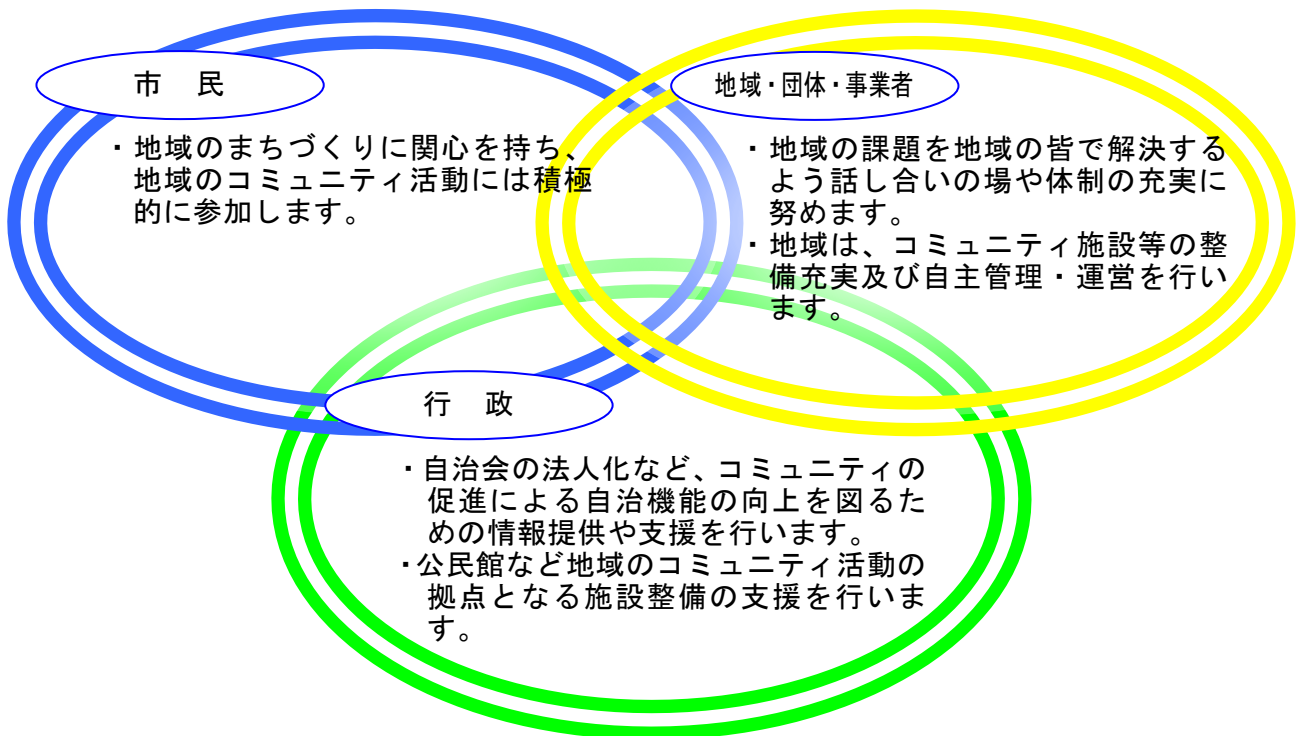 市　民
・地域のまちづくりに関心を持ち、
地域のコミュニティ活動には積極
的に参加します。
地域・団体・事業者
・地域の課題を地域の皆で解決する
よう話し合いの場や体制の充実に
努めます。
・地域は、コミュニティ施設等の整
備充実及び自主管理・運営を行い
ます。
行　政
・自治会の法人化など、コミュニティの
促進による自治機能の向上を図るた
めの情報提供や支援を行います。
・公民館など地域のコミュニティ活動の
拠点となる施設整備の支援を行いま
す。